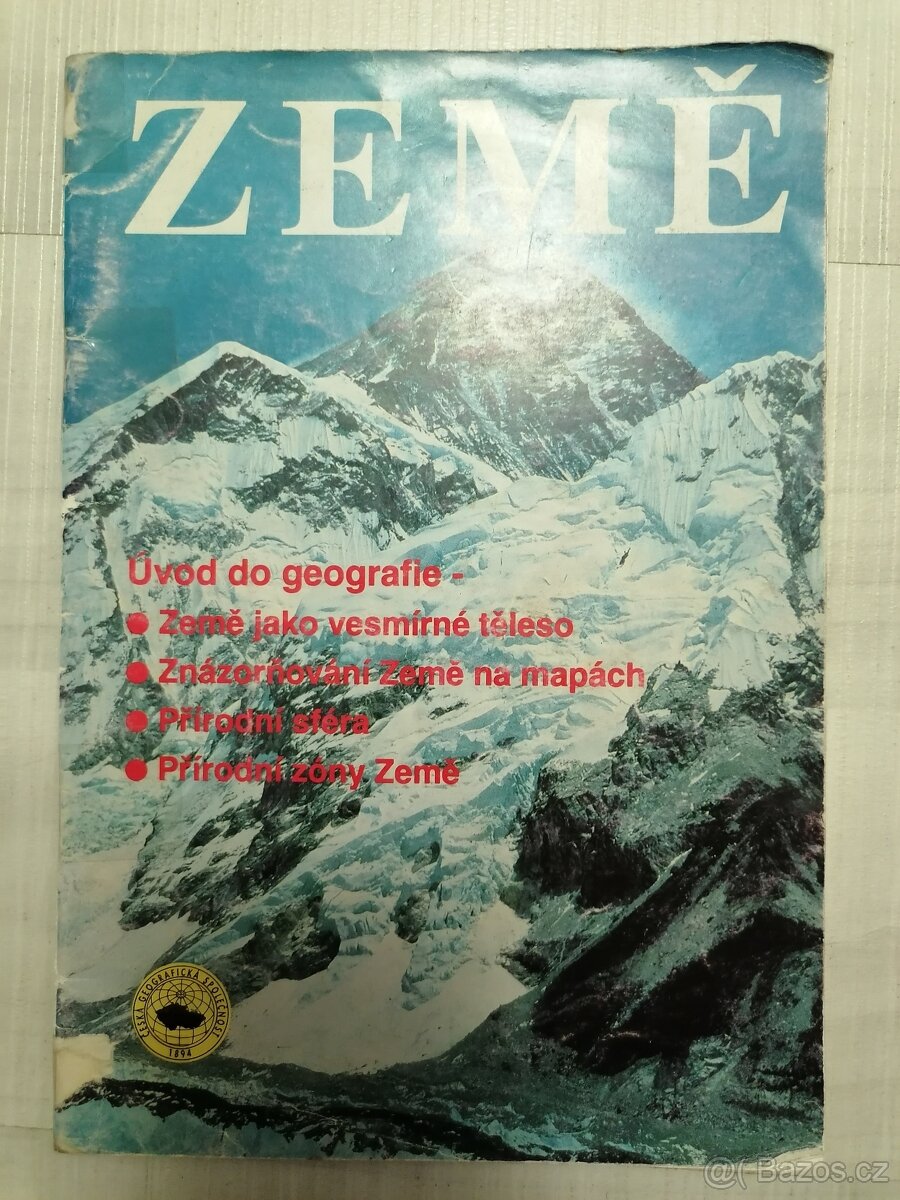 ZEMĚ
Úvod do geografie -
● Země jako vesmírné těleso
● Znázorňování Země na mapách
● Přírodní sféra
● Přírodní zóny Země
ČESKÁ GEOGRAFICKÁ SPOLEČNOST
1894
@( Bazos.cz